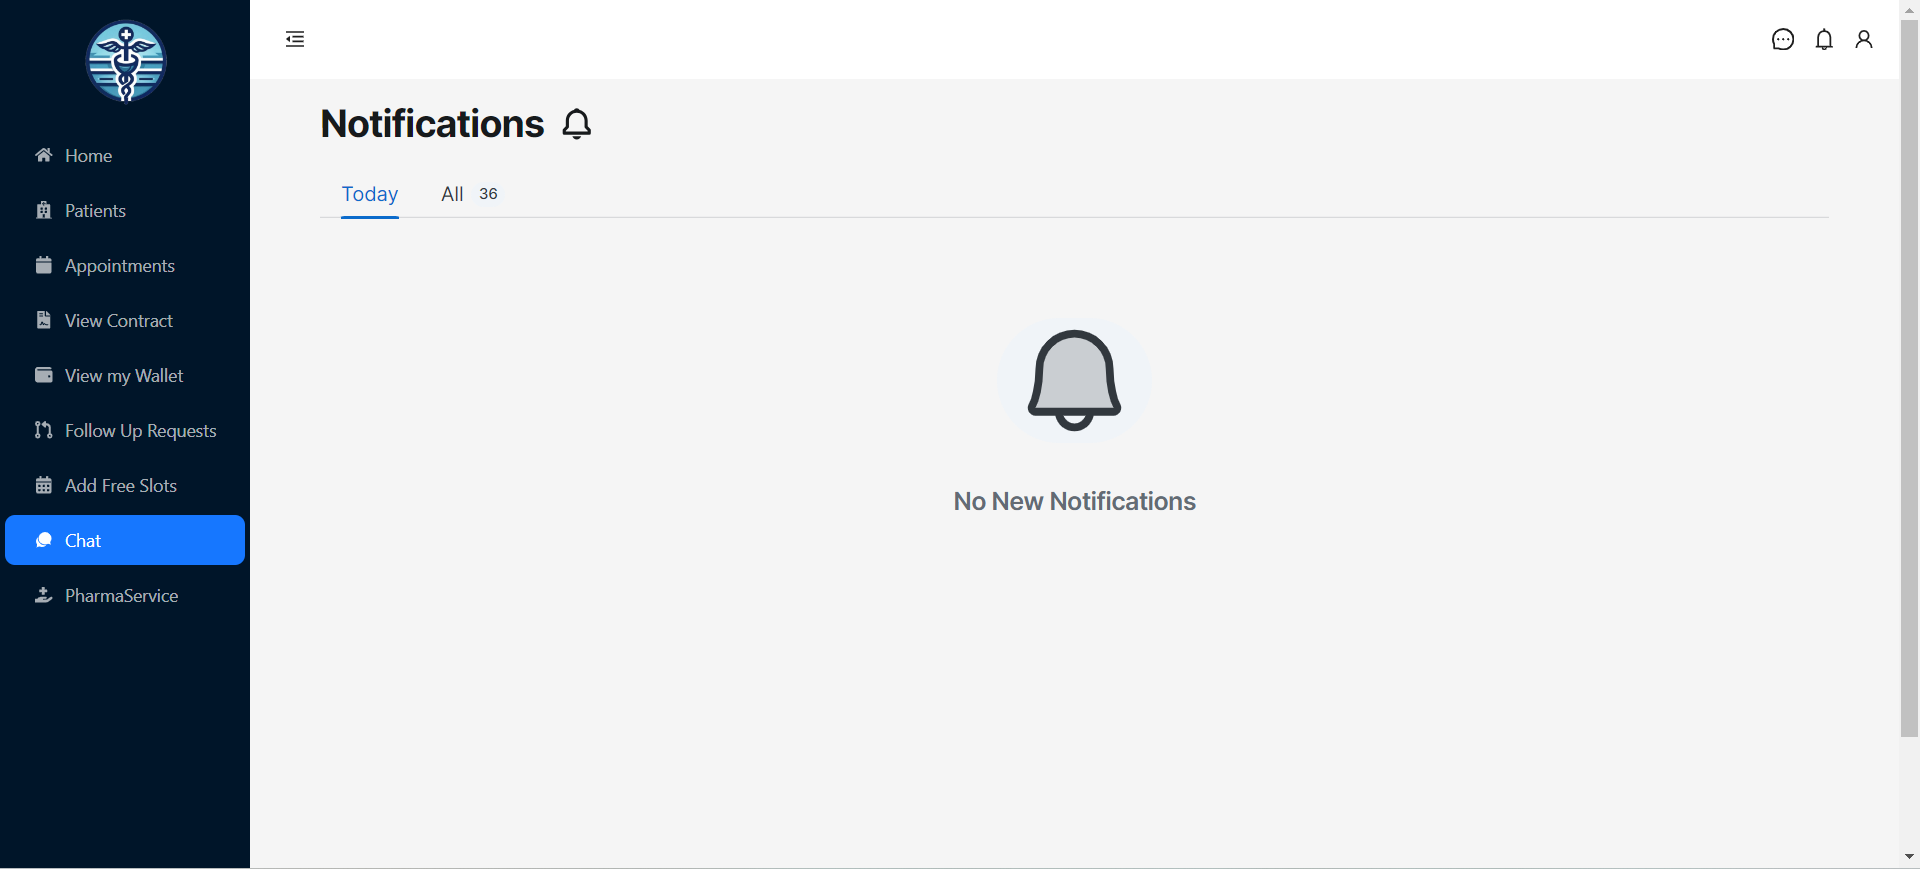 Home
Patients
Appointments
View Contract
View my Wallet
Follow Up Requests
Add Free Slots
Chat
PharmaService
Notifications
Today All 36
No New Notifications